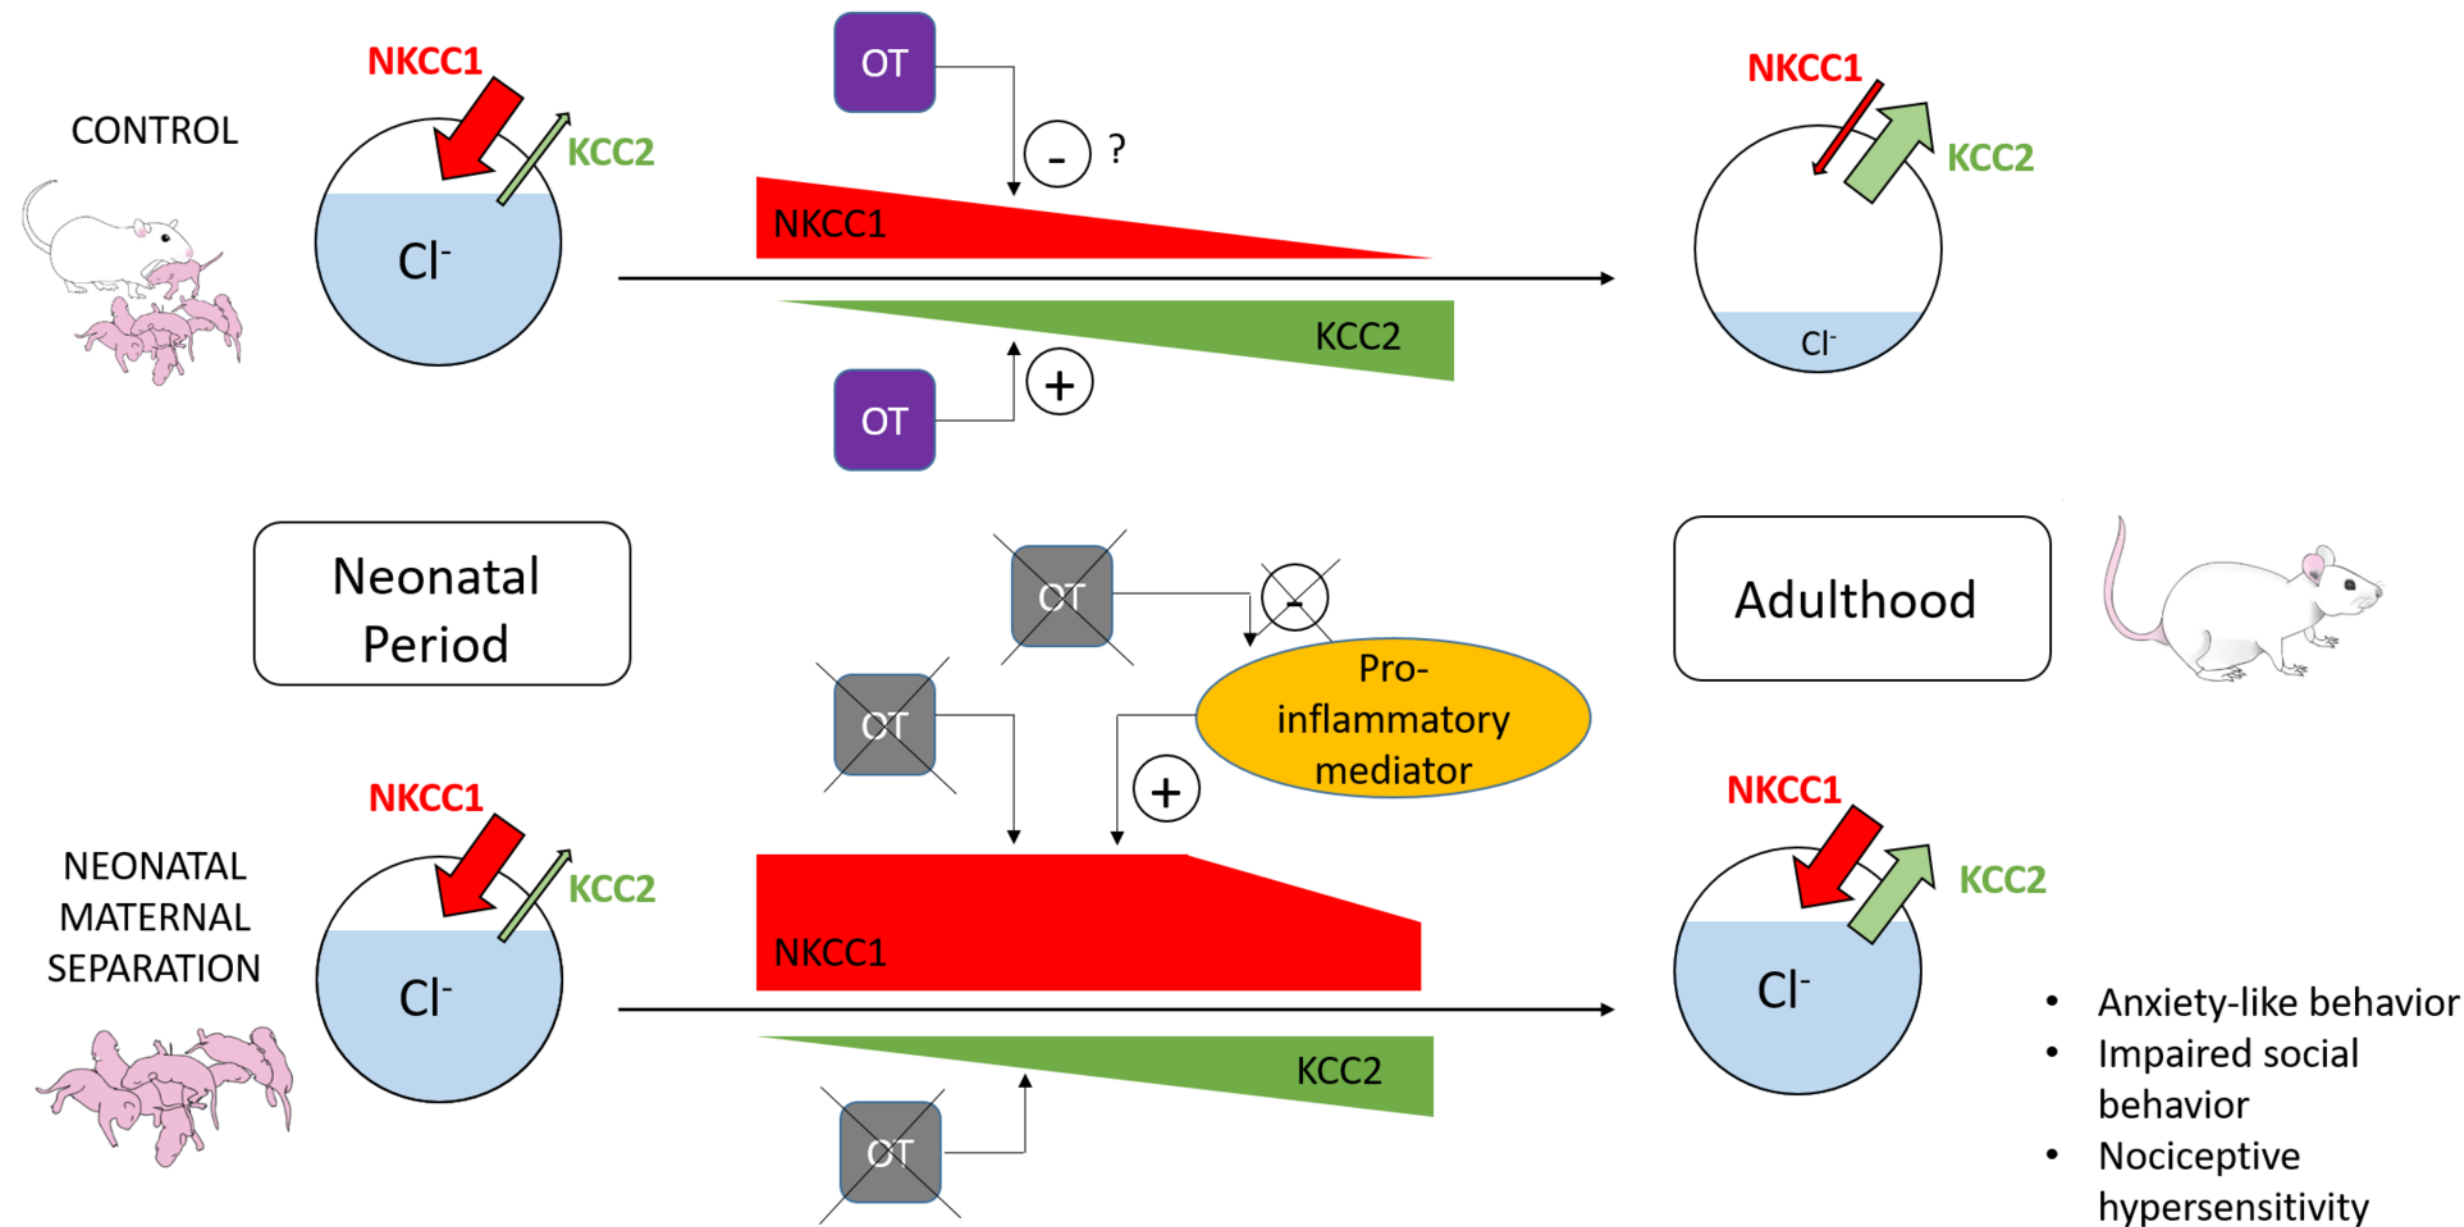 NKCC1
CONTROL
KCC2
Cl-
OT
- ?
NKCC1
KCC2
+
OT
NKCC1
KCC2
Cl-
Neonatal
Period
Adulthood
OT
-
OT
Pro-
inflammatory
mediator
+
NEONATAL
MATERNAL
SEPARATION
NKCC1
KCC2
Cl-
NKCC1
KCC2
OT
NKCC1
KCC2
Cl-
• Anxiety-like behavior
• Impaired social
behavior
• Nociceptive
hypersensitivity